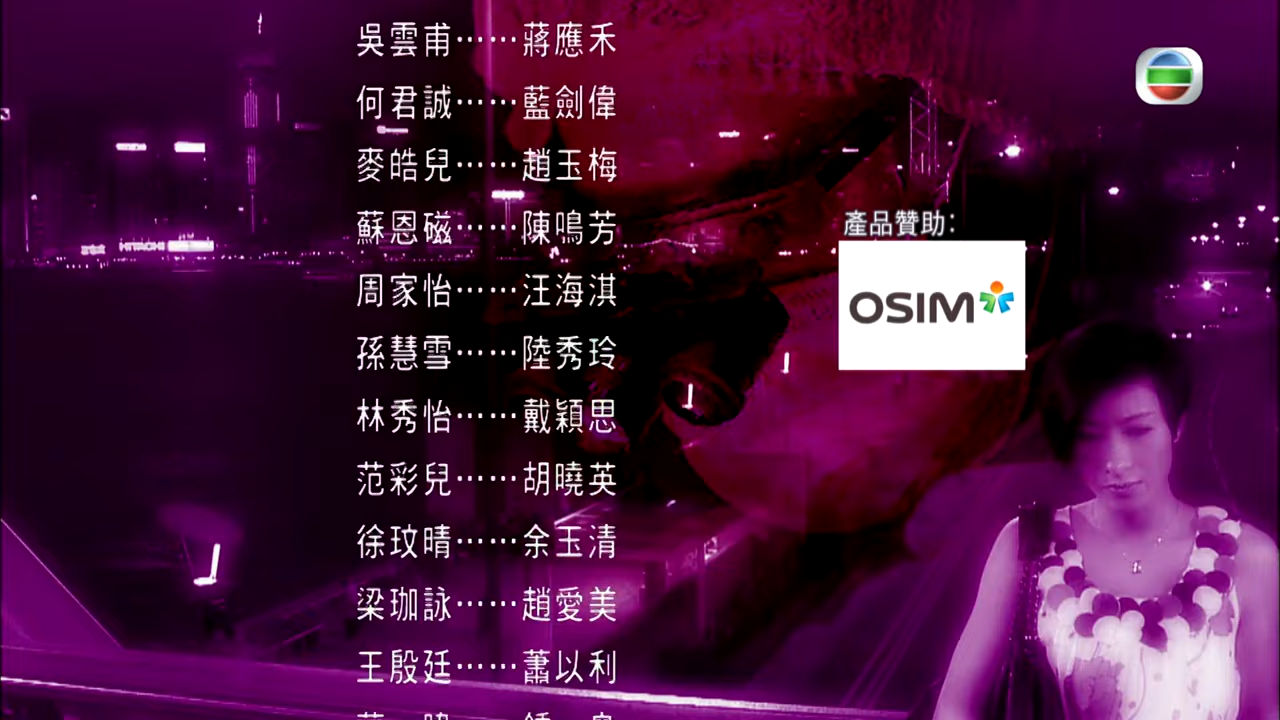 吳雲甫……蔣應禾
何君誠……藍劍偉
麥皓兒……趙玉梅
蘇恩磁……陳鳴芳
周家怡……汪海淇
孫慧雪……陸秀玲
林秀怡……戴穎思
范彩兒……胡曉英
徐玟晴……余玉清
梁珈詠……趙愛美
王殷廷……蕭以利
產品贊助：
OSIM
HITACHI